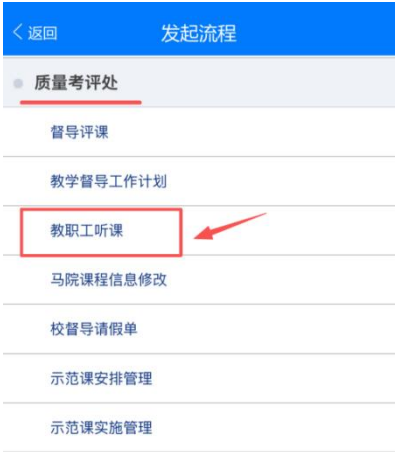 返回 发起流程
质量考评处
督导评课
教学督导工作计划
教职工听课
马院课程信息修改
校督导请假单
示范课安排管理
示范课实施管理